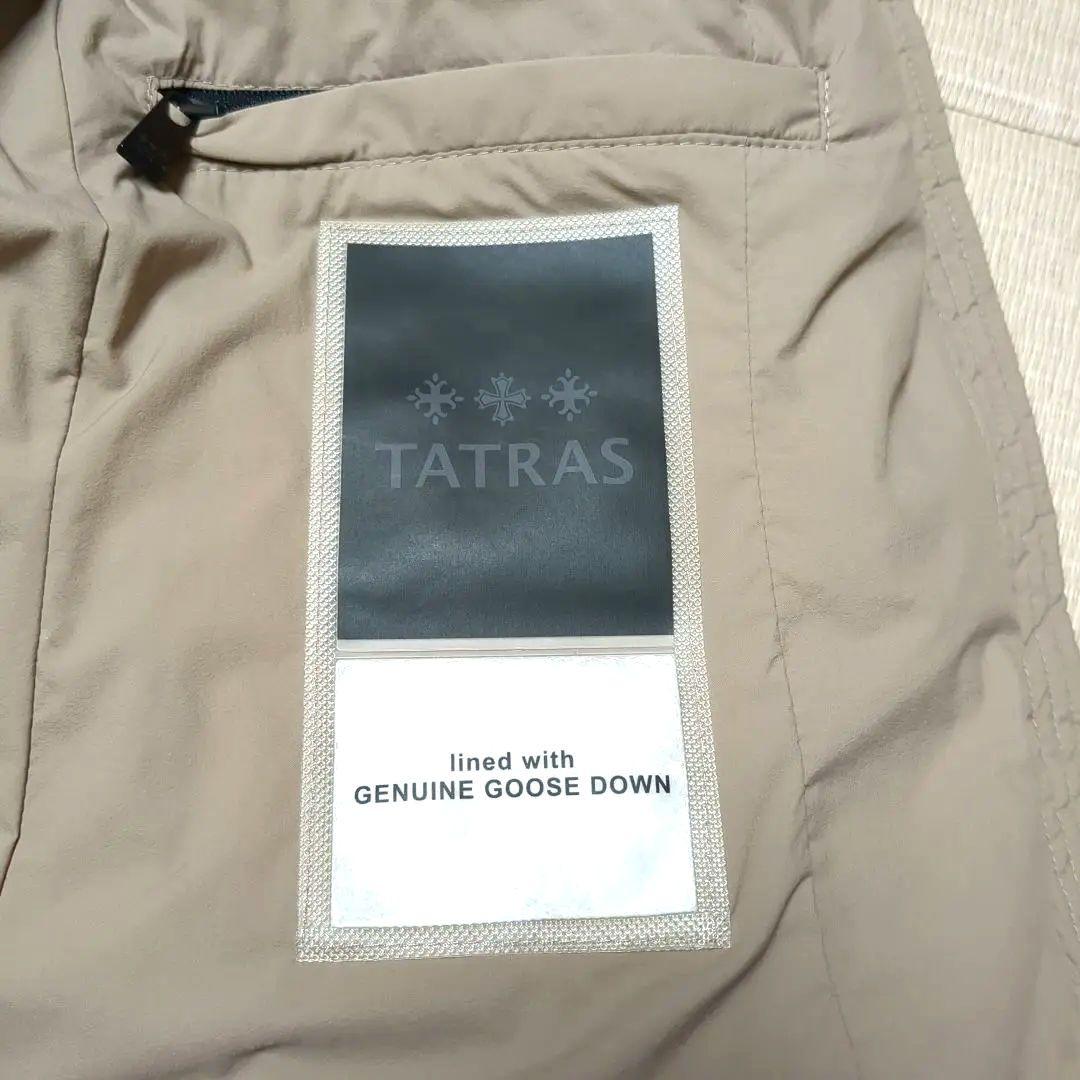 TATRAS
lined with
GENUINE GOOSE DOWN